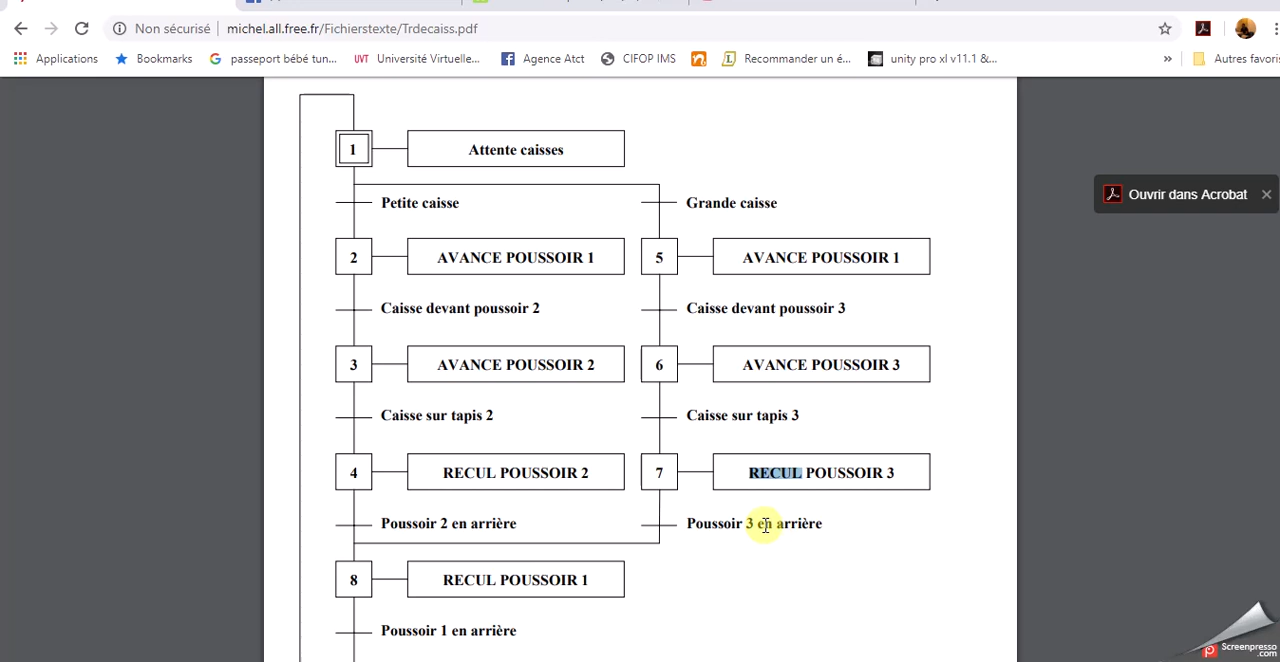 Non sécurisé | michel.all.free.fr/Fichierstexte/Trdecaiss.pdf
Applications Bookmarks passeport bébé tun... UVT Université Virtuelle... Agence Atct CIFOP IMS Recommander un é... unity pro xl v11.1 &... » Autres favoris
Ouvrir dans Acrobat ×
1 Attente caisses
Petite caisse Grande caisse
2 AVANCE POUSSOIR 1 5 AVANCE POUSSOIR 1
Caisse devant poussoir 2 Caisse devant poussoir 3
3 AVANCE POUSSOIR 2 6 AVANCE POUSSOIR 3
Caisse sur tapis 2 Caisse sur tapis 3
4 RECUL POUSSOIR 2 7 RECUL POUSSOIR 3
Poussoir 2 en arrière Poussoir 3 en arrière
8 RECUL POUSSOIR 1
Poussoir 1 en arrière
Screenpresso
.com